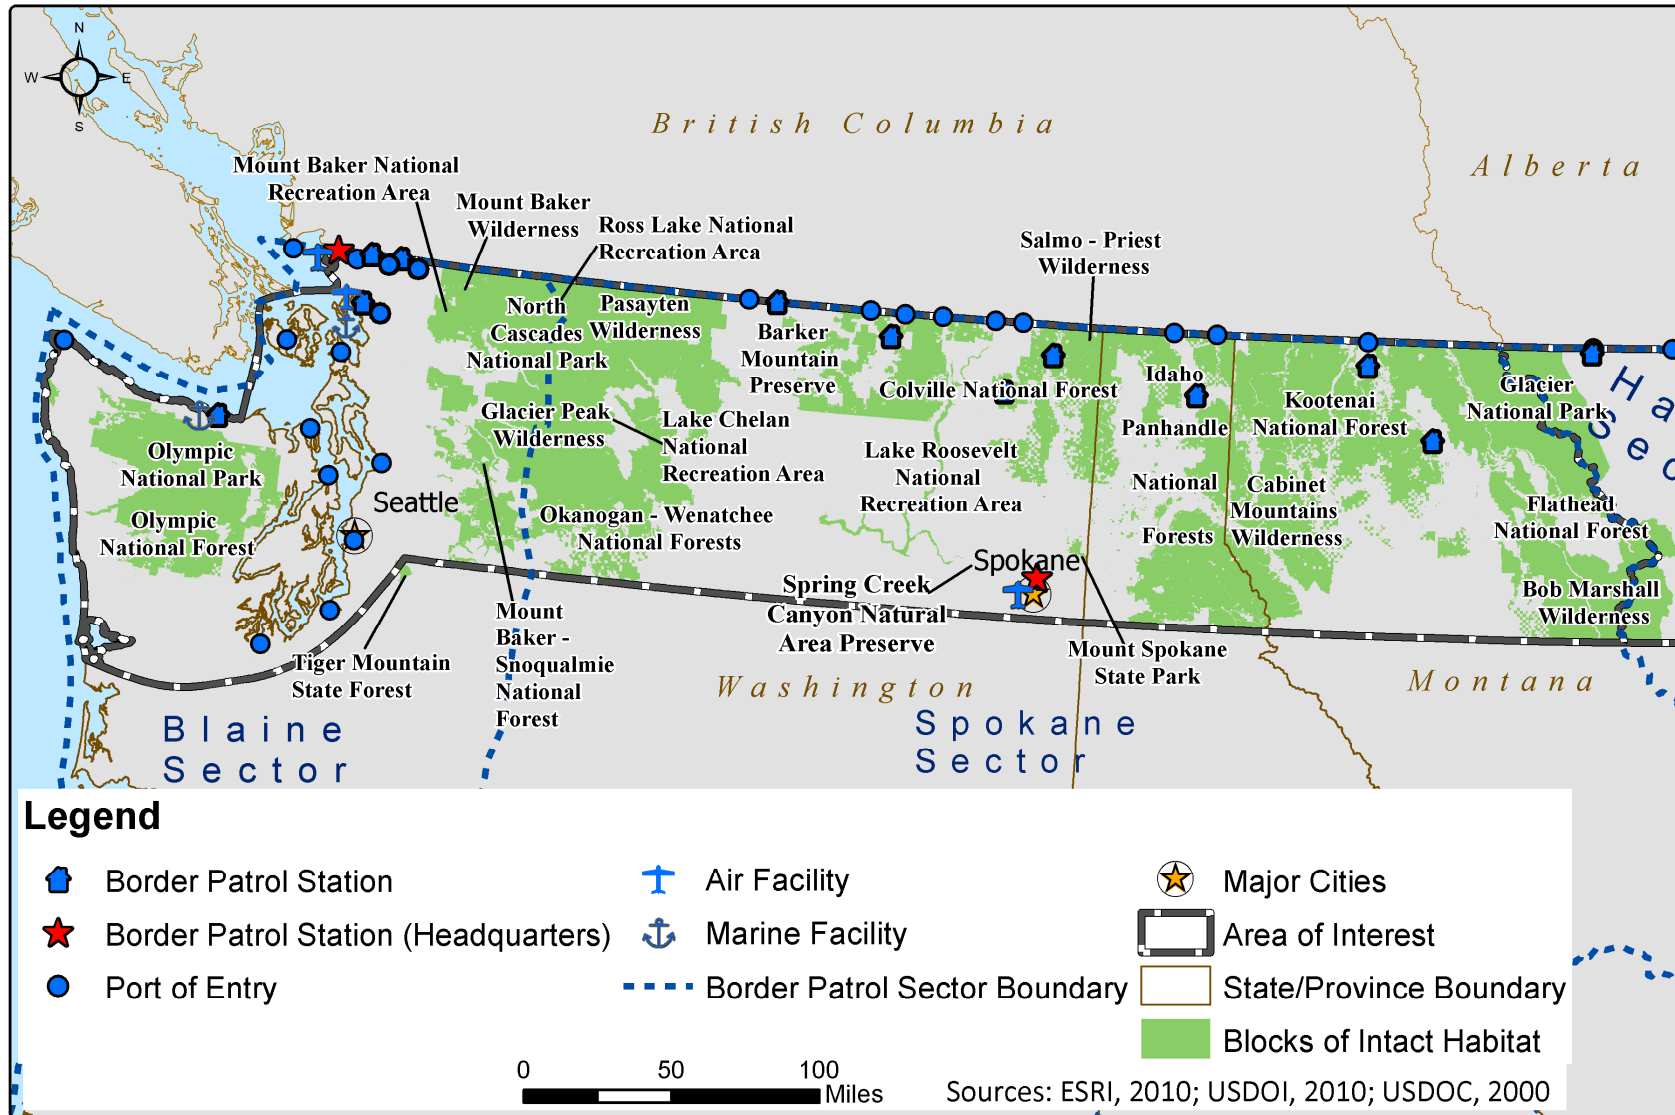 N
W E
S
British Columbia
Alberta
Mount Baker National
Recreation Area
Mount Baker
Wilderness
Ross Lake National
Recreation Area
Salmo - Priest
Wilderness
North
Cascades
National Park
Pasayten
Wilderness
Barker
Mountain
Preserve
Colville National Forest
Idaho
Panhandle
National
Forests
Kootenai
National Forest
Glacier
National Park
Ha
Sec
Glacier Peak
Wilderness
Lake Chelan
National
Recreation Area
Lake Roosevelt
National
Recreation Area
Cabinet
Mountains
Wilderness
Flathead
National Forest
Bob Marshall
Wilderness
Olympic
National Park
Olympic
National Forest
Seattle
Okanogan - Wenatchee
National Forests
Spokane
Spring Creek
Canyon Natural
Area Preserve
Mount Spokane
State Park
Mount
Baker -
Snoqualmie
National
Forest
Tiger Mountain
State Forest
Washington
Montana
Blaine
Sector
Spokane
Sector
Legend
Border Patrol Station
Border Patrol Station (Headquarters)
Port of Entry
Air Facility
Marine Facility
Border Patrol Sector Boundary
Major Cities
Area of Interest
State/Province Boundary
Blocks of Intact Habitat
0 50 100
Miles
Sources: ESRI, 2010; USDOI, 2010; USDOC, 2000